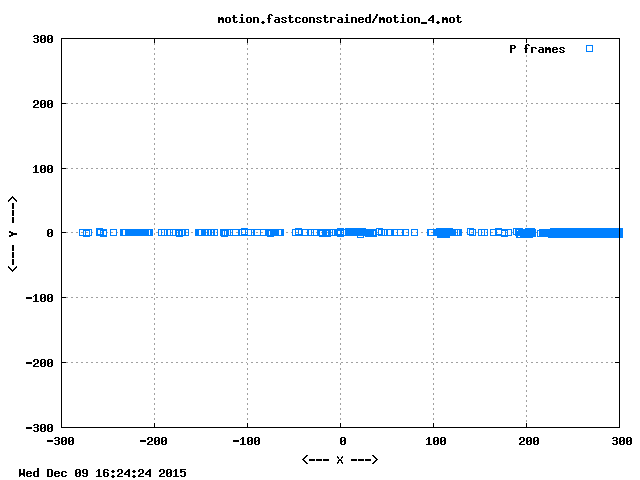 motion.fastconstrained/motion_4.mot
P frames
300
200
100
0
-100
-200
-300
<--- Y --->
-300 -200 -100 0 100 200 300
<--- X --->
Wed Dec 09 16:24:24 2015